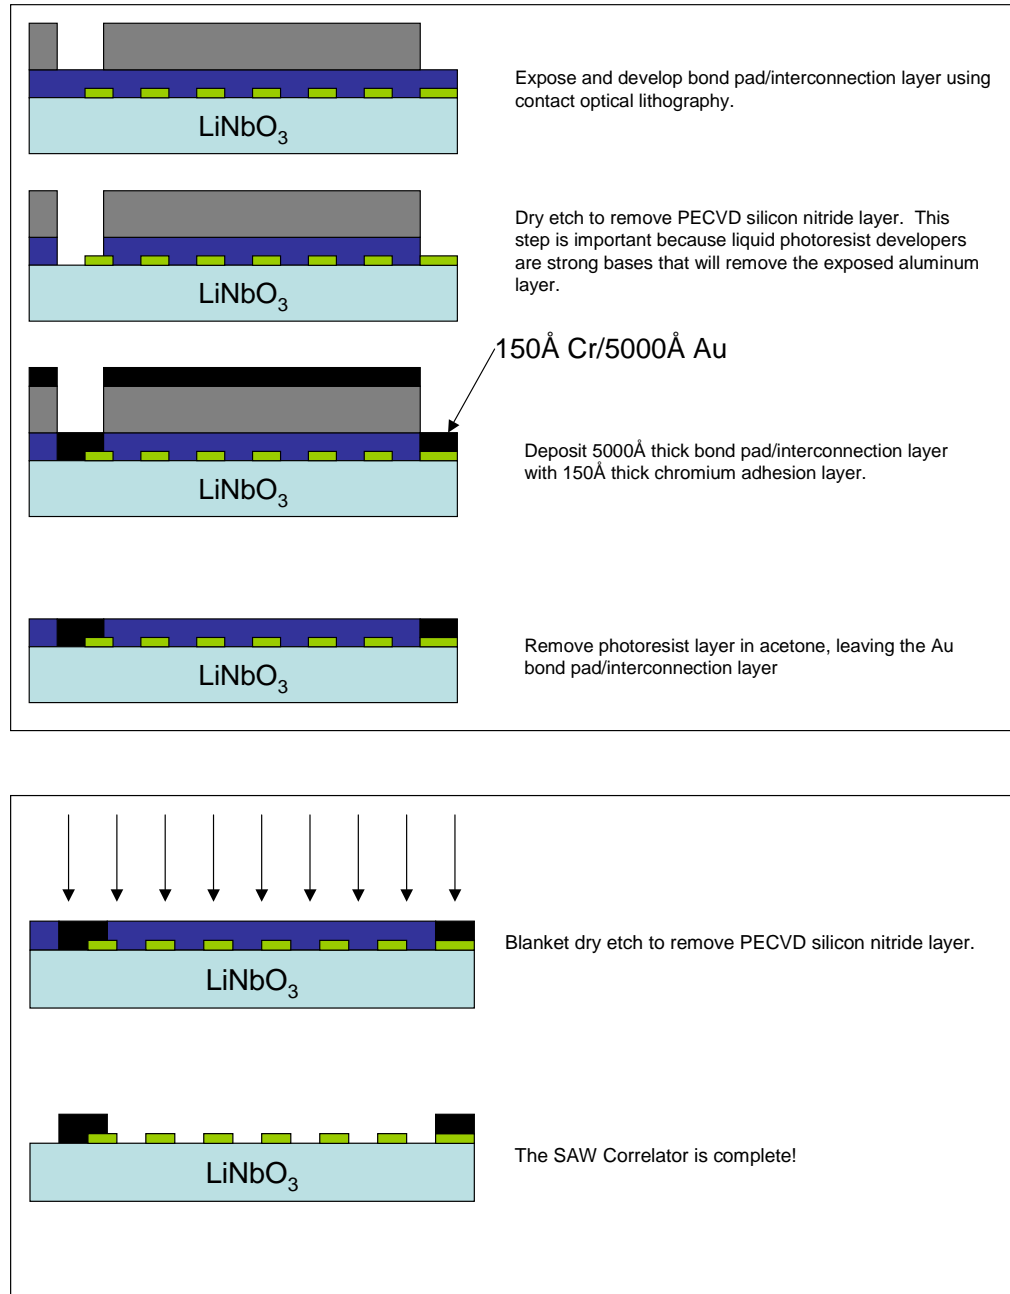 Expose and develop bond pad/interconnection layer using
contact optical lithography.
LiNbO3
Dry etch to remove PECVD silicon nitride layer.  This
step is important because liquid photoresist developers
are strong bases that will remove the exposed aluminum
layer.
LiNbO3
150Å Cr/5000Å Au
Deposit 5000Å thick bond pad/interconnection layer
with 150Å thick chromium adhesion layer.
LiNbO3
Remove photoresist layer in acetone, leaving the Au
bond pad/interconnection layer
LiNbO3
Blanket dry etch to remove PECVD silicon nitride layer.
LiNbO3
The SAW Correlator is complete!
LiNbO3